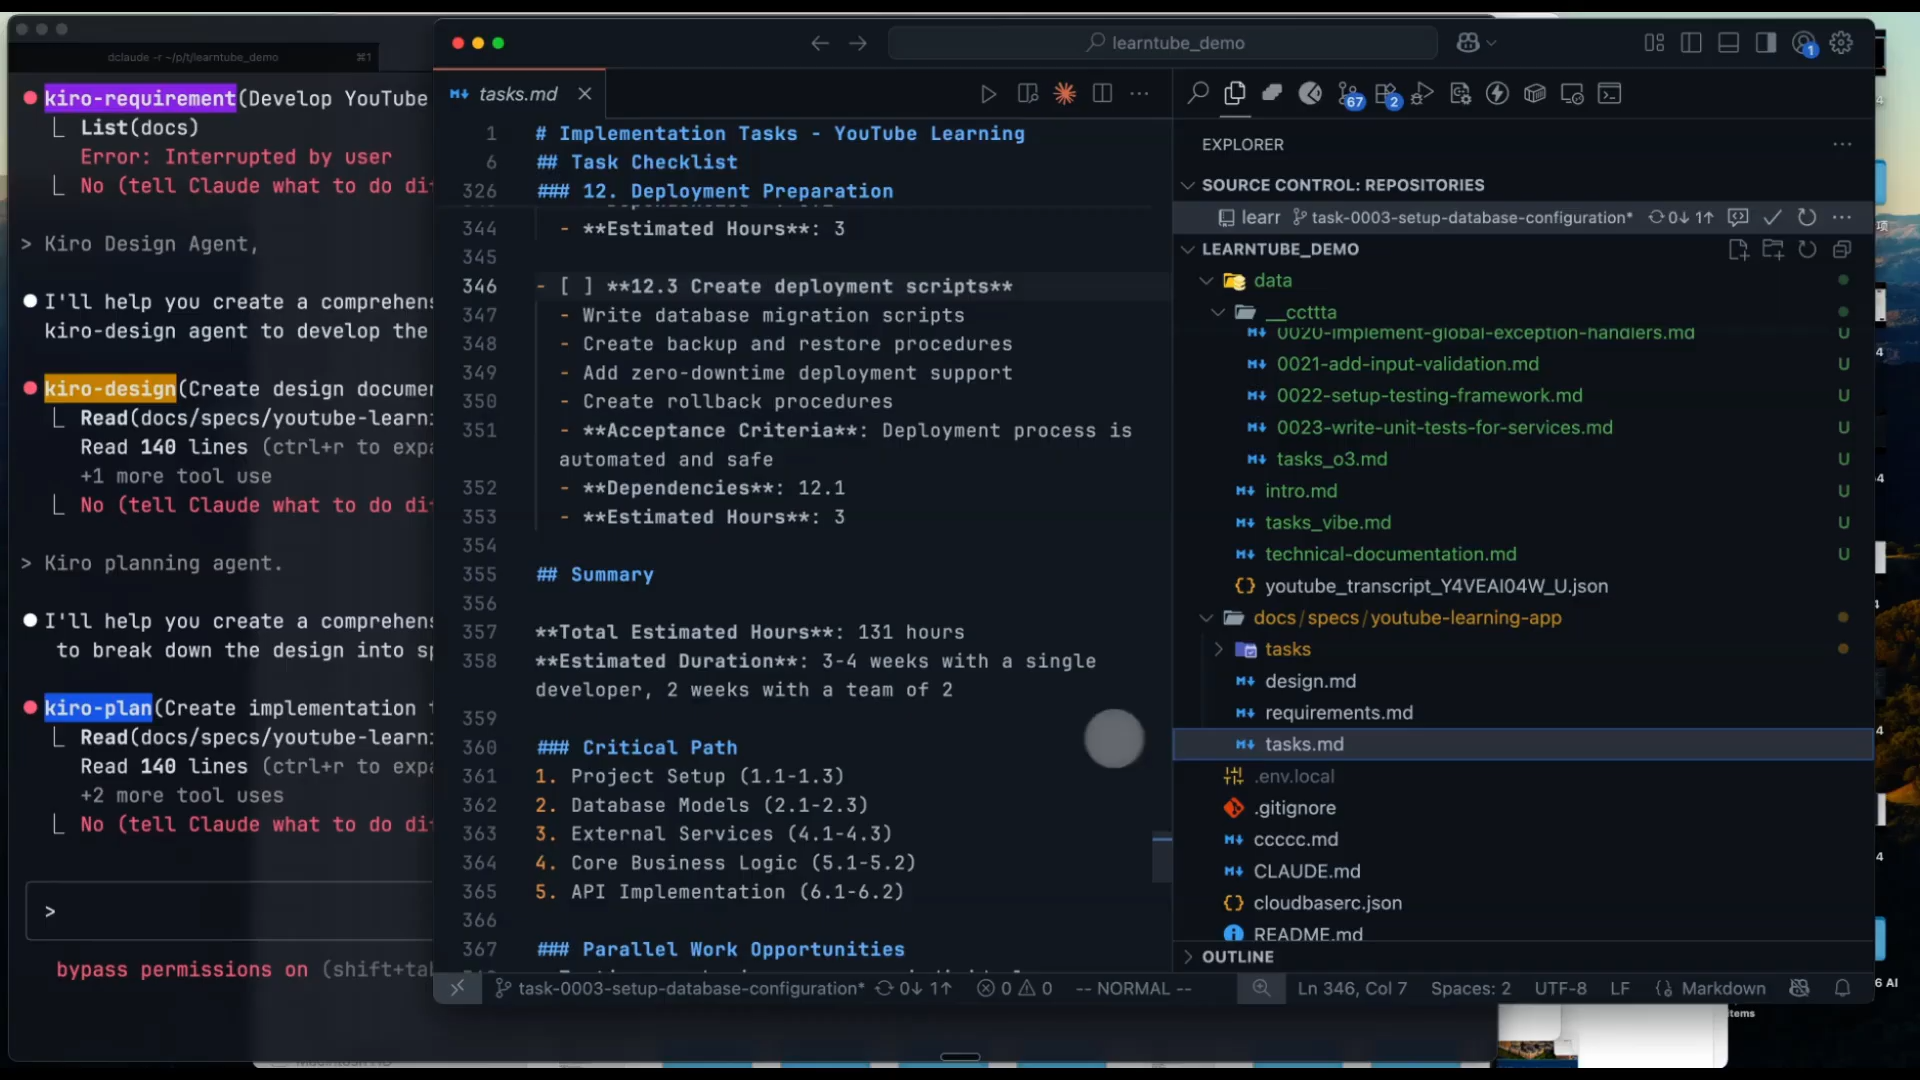 dclaude -r ~/p/t/learntube_demo ⌘1
kiro-requirement(Develop YouTube
List(docs)
Error: Interrupted by user
No (tell Claude what to do di
> Kiro Design Agent,
I'll help you create a comprehens
kiro-design agent to develop the
kiro-design(Create design documen
Read(docs/specs/youtube-learni
Read 140 lines (ctrl+r to expa
+1 more tool use
No (tell Claude what to do di
> Kiro planning agent.
I'll help you create a comprehens
to break down the design into sp
kiro-plan(Create implementation
Read(docs/specs/youtube-learni
Read 140 lines (ctrl+r to expa
+2 more tool uses
No (tell Claude what to do di
>
bypass permissions on (shift+tab
learntube_demo
1
tasks.md
1 # Implementation Tasks - YouTube Learning
6 ## Task Checklist
326 ### 12. Deployment Preparation
344 - **Estimated Hours**: 3
345
346 - [ ] **12.3 Create deployment scripts**
347 - Write database migration scripts
348 - Create backup and restore procedures
349 - Add zero-downtime deployment support
350 - Create rollback procedures
351 - **Acceptance Criteria**: Deployment process is
automated and safe
352 - **Dependencies**: 12.1
353 - **Estimated Hours**: 3
354
355 ## Summary
356
357 **Total Estimated Hours**: 131 hours
358 **Estimated Duration**: 3-4 weeks with a single
developer, 2 weeks with a team of 2
359
360 ### Critical Path
361 1. Project Setup (1.1-1.3)
362 2. Database Models (2.1-2.3)
363 3. External Services (4.1-4.3)
364 4. Core Business Logic (5.1-5.2)
365 5. API Implementation (6.1-6.2)
366
367 ### Parallel Work Opportunities
67
2
EXPLORER
SOURCE CONTROL: REPOSITORIES
learr task-0003-setup-database-configuration* 0↓ 1↑
LEARNTUBE_DEMO
data
__ccttta
0020-implement-global-exception-handlers.md U
0021-add-input-validation.md U
0022-setup-testing-framework.md U
0023-write-unit-tests-for-services.md U
tasks_o3.md U
intro.md U
tasks_vibe.md U
technical-documentation.md U
youtube_transcript_Y4VEAI04W_U.json
docs/specs/youtube-learning-app
tasks
design.md
requirements.md
tasks.md
.env.local
.gitignore
ccccc.md
CLAUDE.md
cloudbaserc.json
README.md
OUTLINE
task-0003-setup-database-configuration* 0↓ 1↑ 0 0 -- NORMAL -- Ln 346, Col 7 Spaces: 2 UTF-8 LF {} Markdown